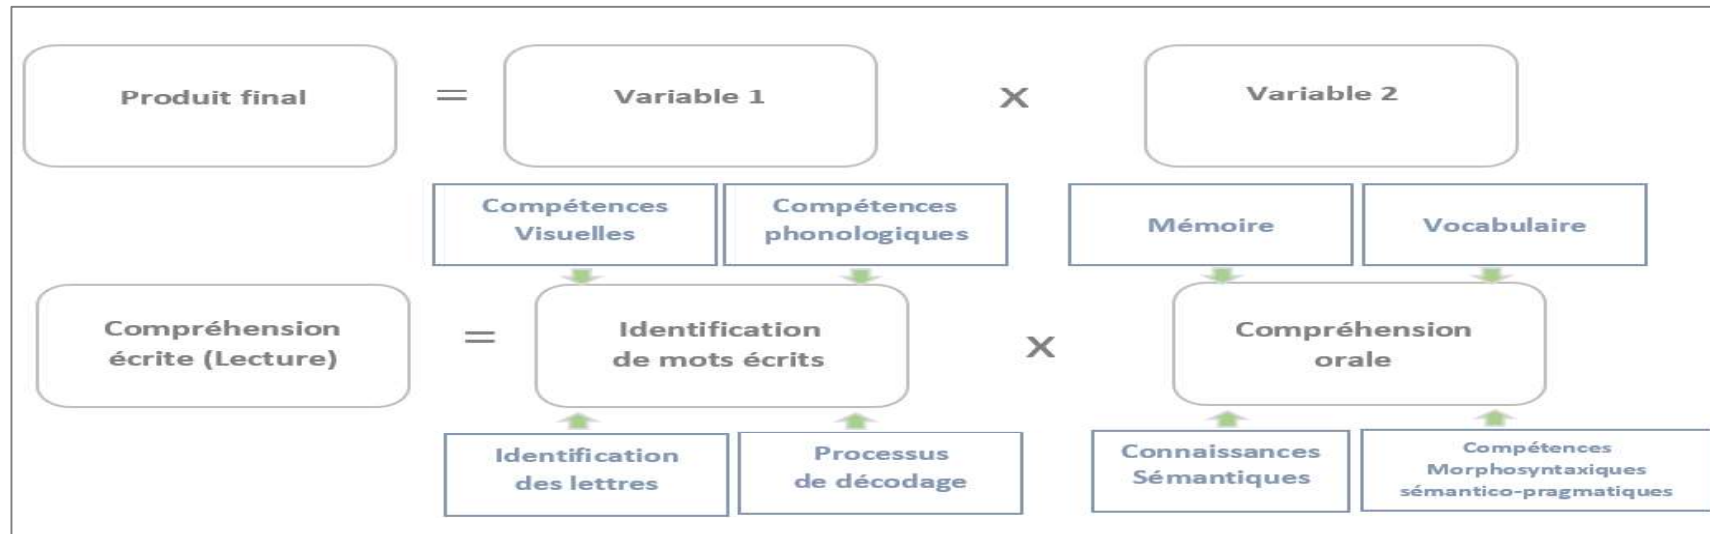 Produit final
=
Variable 1
x
Variable 2
Compétences
Visuelles
Compétences
phonologiques
Mémoire
Vocabulaire
Compréhension
écrite (Lecture)
=
Identification
de mots écrits
x
Compréhension
orale
Identification
des lettres
Processus
de décodage
Connaissances
Sémantiques
Compétences
Morphosyntaxiques
sémantico-pragmatiques